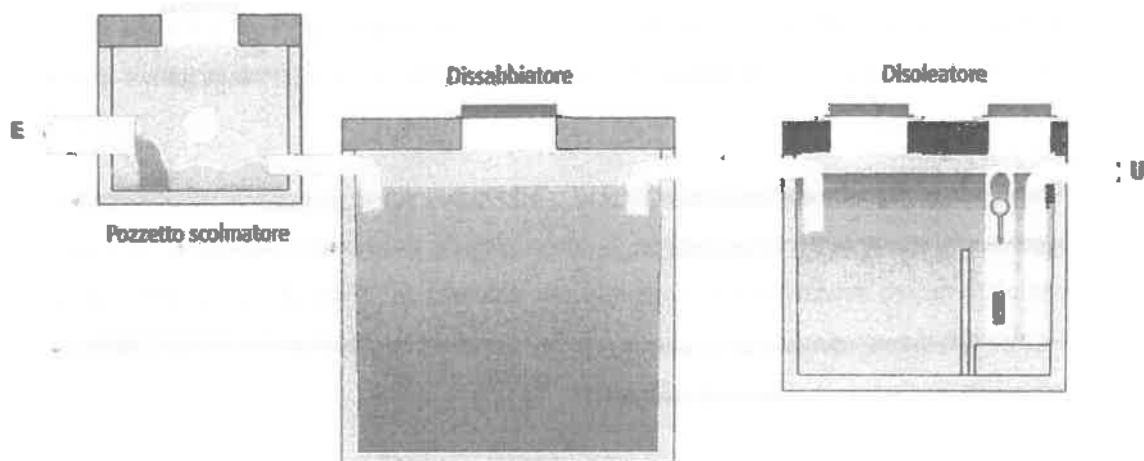 Dissabbiatore
Disoleatore
E
U
Pozzetto scolmatore